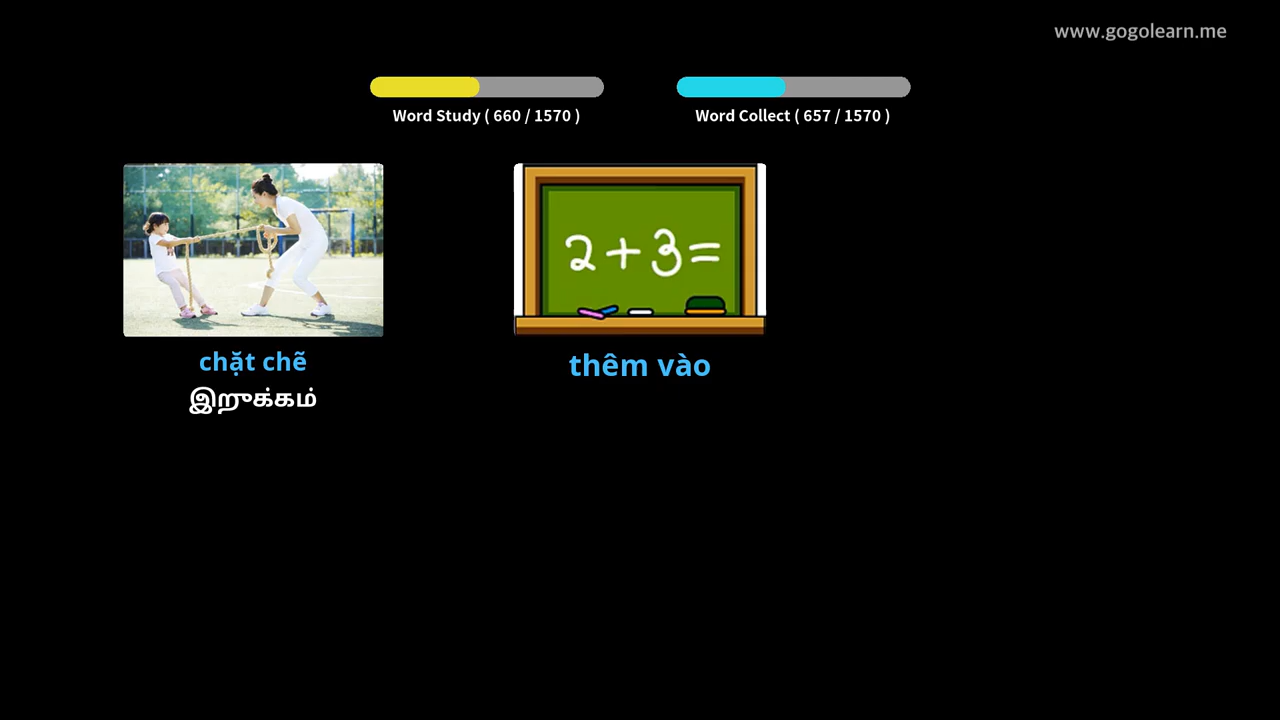 www.gogolearn.me
Word Study ( 660 / 1570 )
Word Collect ( 657 / 1570 )
2+3=
chặt chẽ
இறுக்கம்
thêm vào